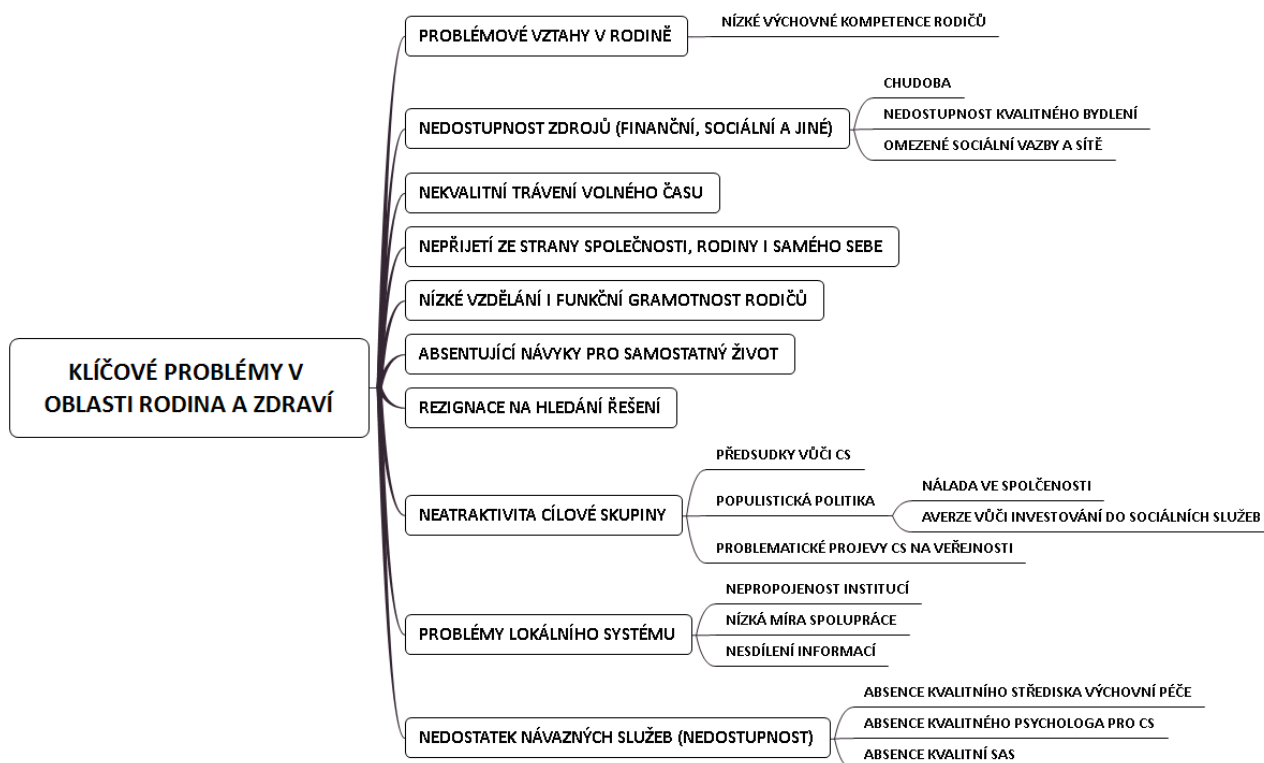 PROBLÉMOVÉ VZTAHY V RODINĚ
NÍZKÉ VÝCHOVNÉ KOMPETENCE RODIČŮ
NEDOSTUPNOST ZDROJŮ (FINANČNÍ, SOCIÁLNÍ A JINÉ)
CHUDOBA
NEDOSTUPNOST KVALITNÉHO BYDLENÍ
OMEZENÉ SOCIÁLNÍ VAZBY A SÍTĚ
NEKVALITNÍ TRÁVENÍ VOLNÉHO ČASU
NEPŘIJETÍ ZE STRANY SPOLEČNOSTI, RODINY I SAMÉHO SEBE
NÍZKÉ VZDĚLÁNÍ I FUNKČNÍ GRAMOTNOST RODIČŮ
KLÍČOVÉ PROBLÉMY V
OBLASTI RODINA A ZDRAVÍ
ABSENTUJÍCÍ NÁVYKY PRO SAMOSTATNÝ ŽIVOT
REZIGNACE NA HLEDÁNÍ ŘEŠENÍ
NEATRAKTIVITA CÍLOVÉ SKUPINY
PŘEDSUDKY VŮČI CS
POPULISTICKÁ POLITIKA
NÁLADA VE SPOLČENOSTI
AVERZE VŮČI INVESTOVÁNÍ DO SOCIÁLNÍCH SLUŽEB
PROBLEMATICKÉ PROJEVY CS NA VEŘEJNOSTI
PROBLÉMY LOKÁLNÍHO SYSTÉMU
NEPROPOJENOST INSTITUCÍ
NÍZKÁ MÍRA SPOLUPRÁCE
NESDÍLENÍ INFORMACÍ
NEDOSTATEK NÁVAZNÝCH SLUŽEB (NEDOSTUPNOST)
ABSENCE KVALITNÍHO STŘEDISKA VÝCHOVNÍ PÉČE
ABSENCE KVALITNÉHO PSYCHOLOGA PRO CS
ABSENCE KVALITNÍ SAS